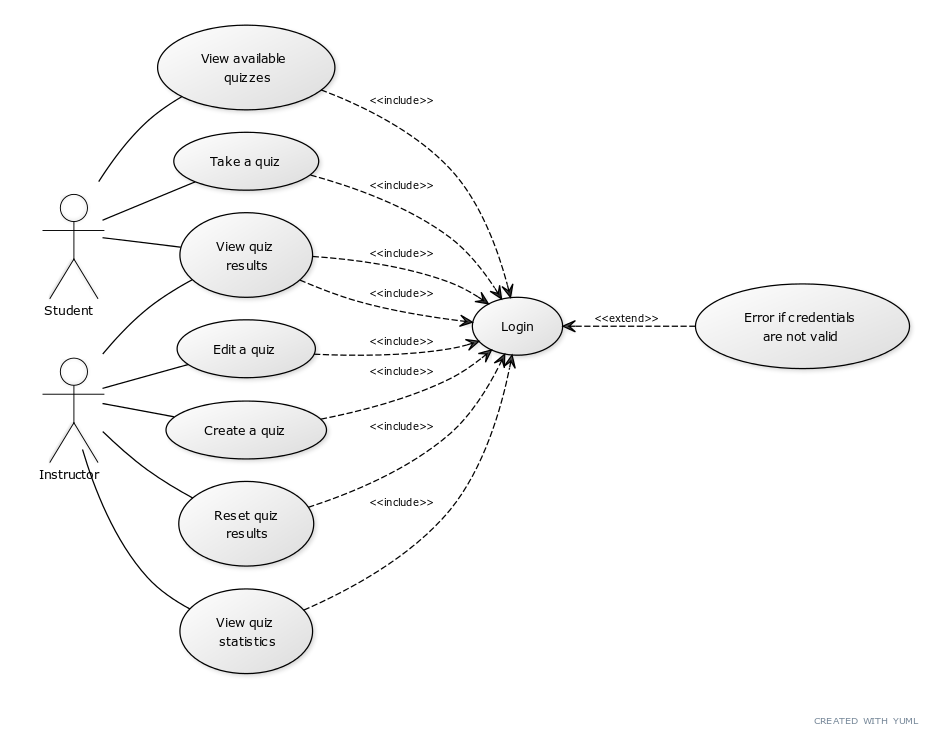 View available
quizzes
<<include>>
Take a quiz
<<include>>
View quiz
results
<<include>>
<<include>>
Student
Login
<<extend>>
Error if credentials
are not valid
Edit a quiz
<<include>>
<<include>>
Create a quiz
<<include>>
Instructor
Reset quiz
results
<<include>>
View quiz
statistics
CREATED WITH YUML